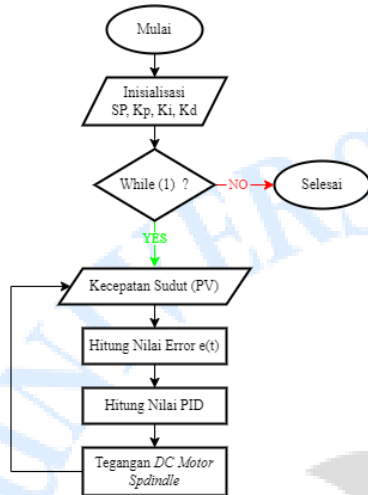 Mulai
Inisialisasi
SP, Kp, Ki, Kd
While (1) ?
NO
Selesai
YES
Kecepatan Sudut (PV)
Hitung Nilai Error e(t)
Hitung Nilai PID
Tegangan DC Motor
Spdindle